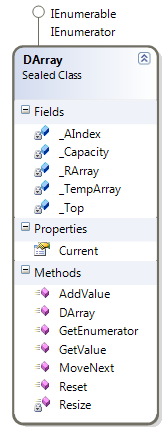 IEnumerable
IEnumerator
DArray
Sealed Class
Fields
_AIndex
_Capacity
_RArray
_TempArray
_Top
Properties
Current
Methods
AddValue
DArray
GetEnumerator
GetValue
MoveNext
Reset
Resize